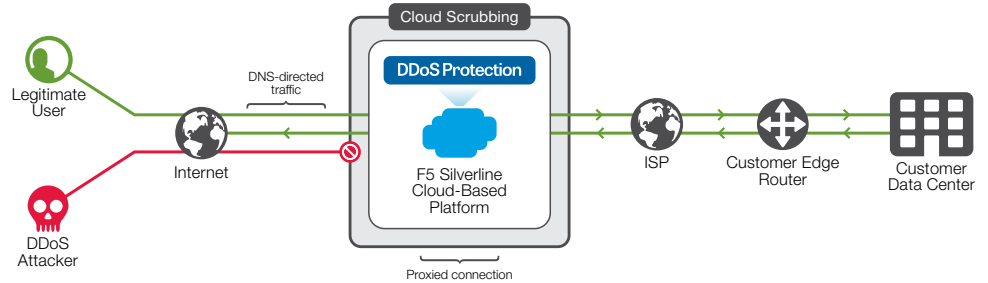 Cloud Scrubbing
DDoS Protection
Legitimate
User
DNS-directed
traffic
Internet
F5 Silverline
Cloud-Based
Platform
ISP
Customer Edge
Router
Customer
Data Center
DDoS
Attacker
Proxied connection